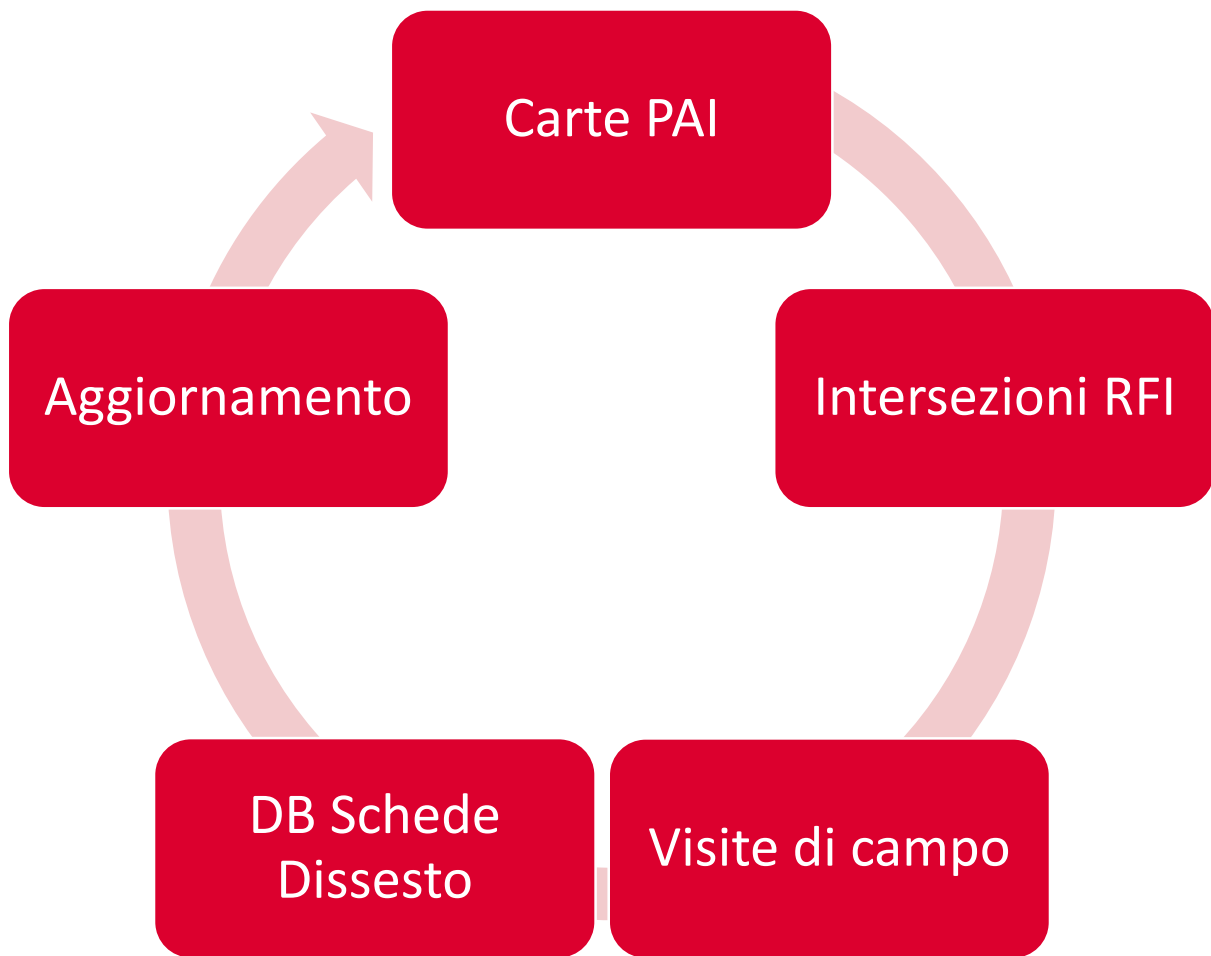 Carte PAI
Aggiornamento
Intersezioni RFI
DB Schede
Dissesto
Visite di campo